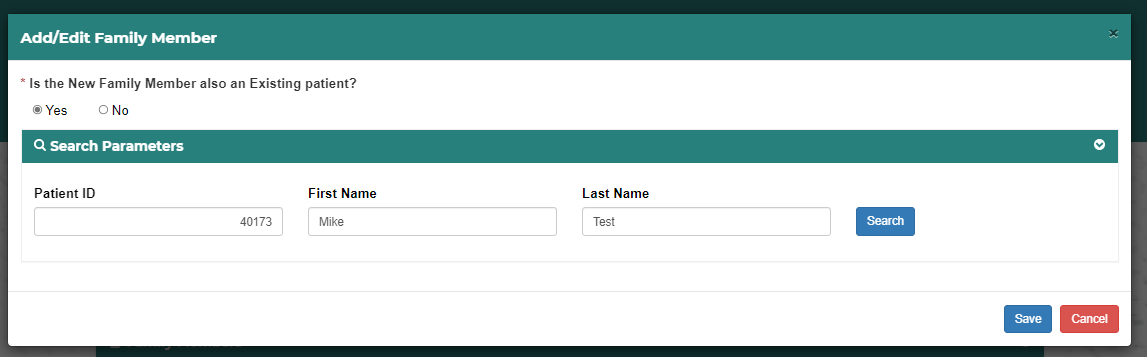 Add/Edit Family Member
×
* Is the New Family Member also an Existing patient?
Yes No
Search Parameters
Patient ID First Name Last Name
40173 Mike Test Search
Save Cancel